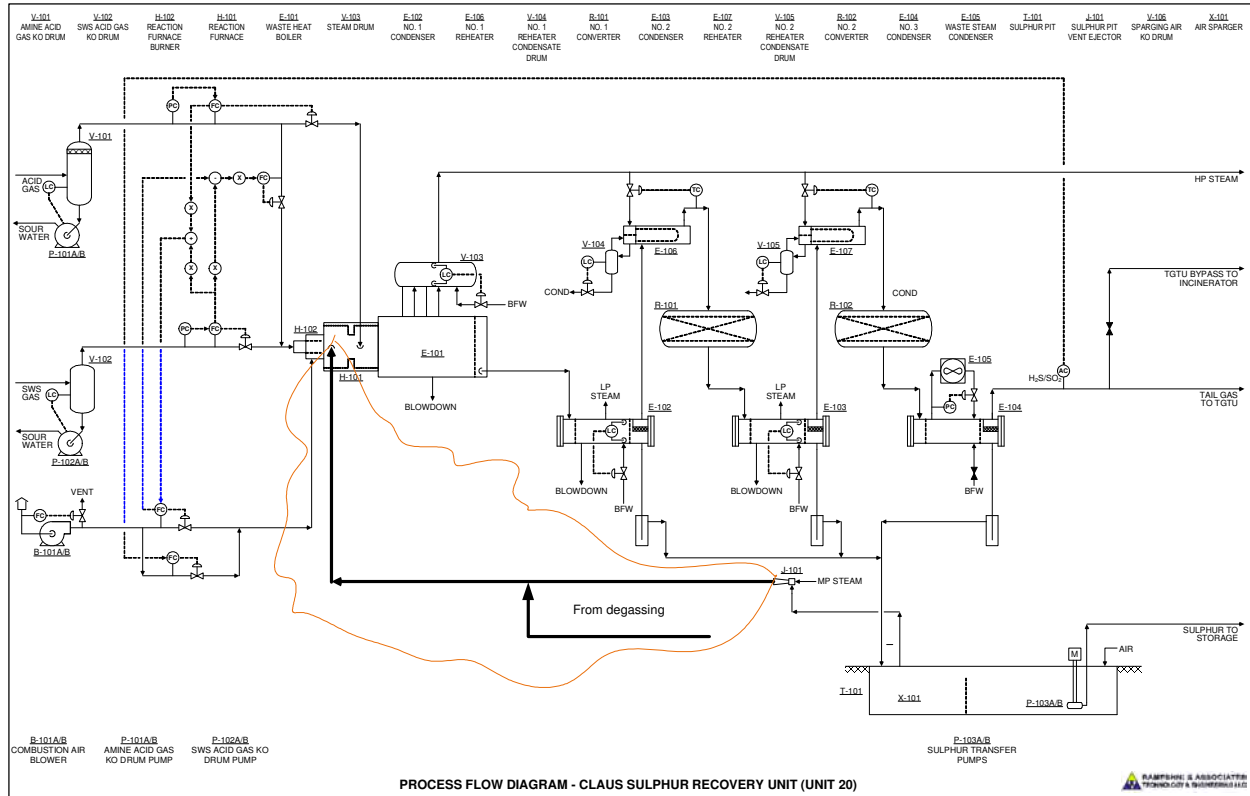 V-101
AMINE ACID
GAS KO DRUM
V-102
SWS ACID GAS
KO DRUM
H-102
REACTION
FURNACE
BURNER
H-101
REACTION
FURNACE
E-101
WASTE HEAT
BOILER
V-103
STEAM DRUM
E-102
NO. 1
CONDENSER
E-106
NO. 1
REHEATER
V-104
NO. 1
REHEATER
CONDENSATE
DRUM
R-101
NO. 1
CONVERTER
E-103
NO. 2
CONDENSER
E-107
NO. 2
REHEATER
V-105
NO. 2
REHEATER
CONDENSATE
DRUM
R-102
NO. 2
CONVERTER
E-104
NO. 3
CONDENSER
E-105
WASTE STEAM
CONDENSER
T-101
SULPHUR PIT
J-101
SULPHUR PIT
VENT EJECTOR
V-106
SPARGING AIR
KO DRUM
X-101
AIR SPARGER
PC
FC
V-101
ACID
GAS
LC
SOUR
WATER
P-101A/B
-
X
FC
X
+
X
X
HP STEAM
TC
TC
V-104
LC
E-106
COND
V-105
LC
E-107
V-103
LC
BFW
R-101
R-102
COND
TGTU BYPASS TO
INCINERATOR
PC
FC
H-102
V-102
SWS
GAS
LC
SOUR
WATER
P-102A/B
E-101
H-101
BLOWDOWN
LP
STEAM
E-102
LC
BLOWDOWN
BFW
LP
STEAM
E-103
LC
BLOWDOWN
BFW
E-105
PC
E-104
BFW
H₂S/SO₂
AC
TAIL GAS
TO TGTU
VENT
FC
B-101A/B
FC
FC
J-101
MP STEAM
From degassing
SULPHUR TO
STORAGE
M
AIR
T-101
X-101
P-103A/B
B-101A/B
COMBUSTION AIR
BLOWER
P-101A/B
AMINE ACID GAS
KO DRUM PUMP
P-102A/B
SWS ACID GAS KO
DRUM PUMP
P-103A/B
SULPHUR TRANSFER
PUMPS
PROCESS FLOW DIAGRAM - CLAUS SULPHUR RECOVERY UNIT (UNIT 20)